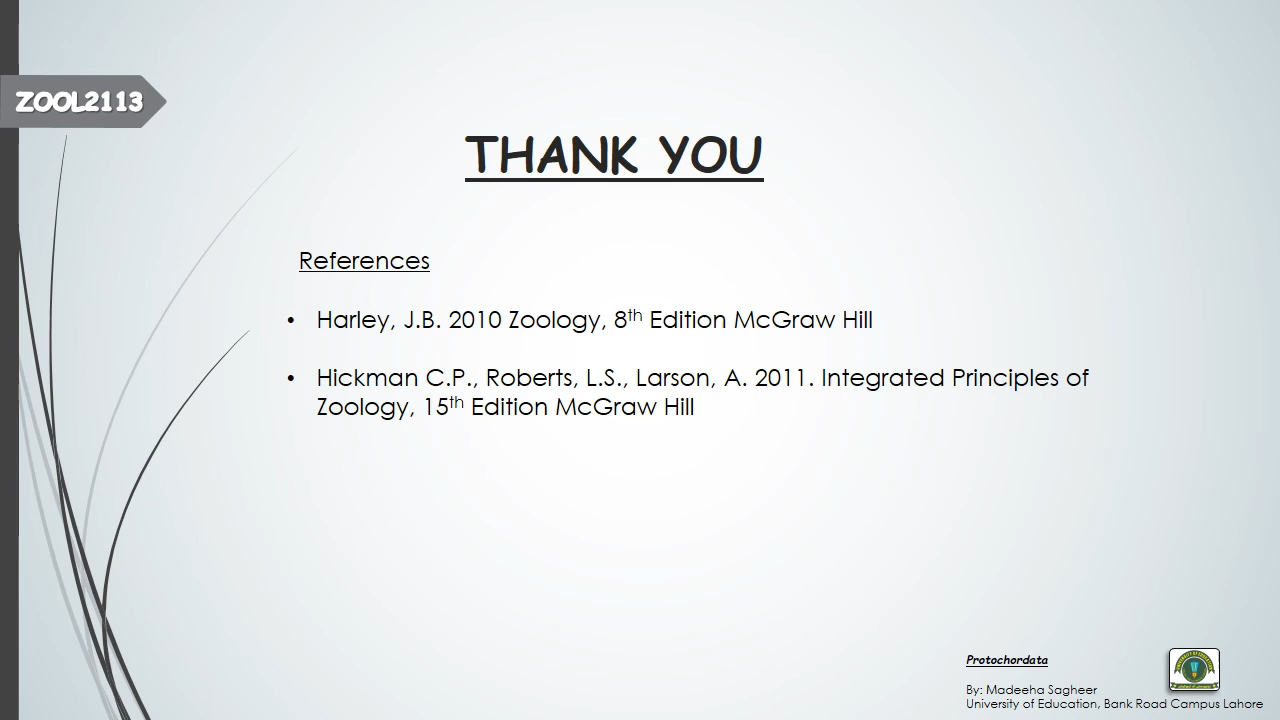 ZOOL2113
THANK YOU
References
• Harley, J.B. 2010 Zoology, 8th Edition McGraw Hill
• Hickman C.P., Roberts, L.S., Larson, A. 2011. Integrated Principles of
Zoology, 15th Edition McGraw Hill
Protochordata
By: Madeeha Sagheer
University of Education, Bank Road Campus Lahore